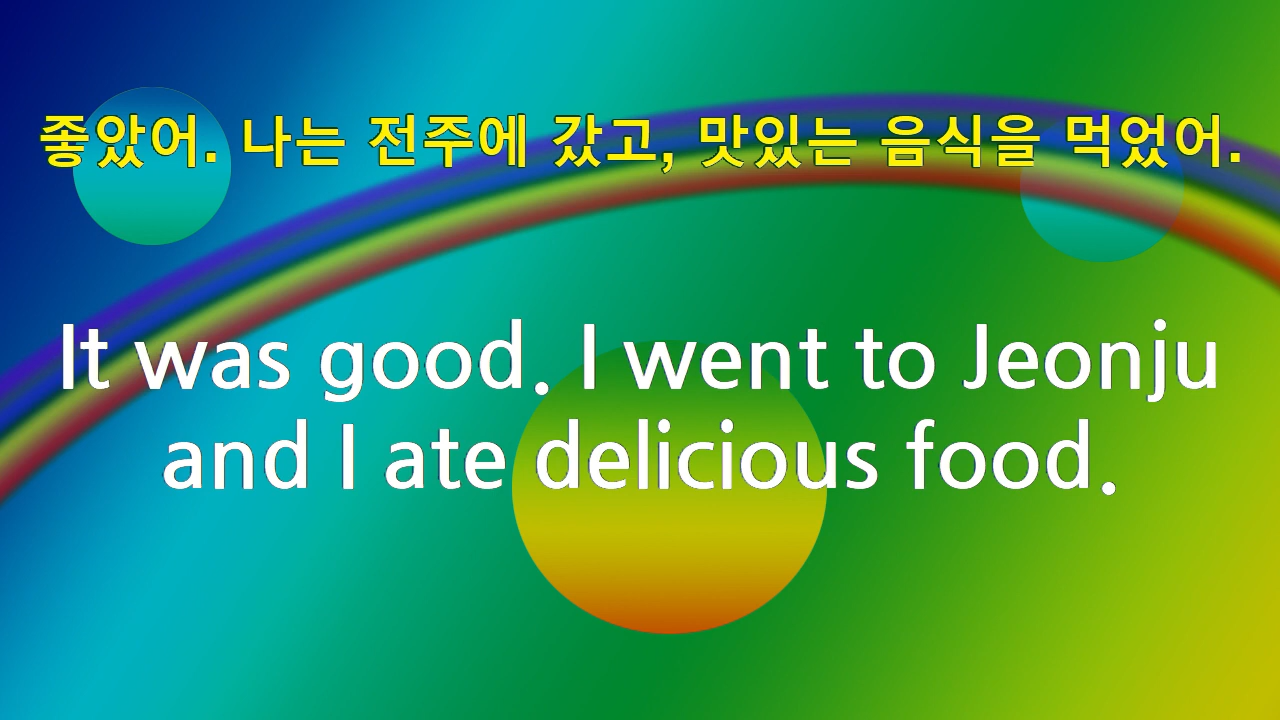 좋았어. 나는 전주에 갔고, 맛있는 음식을 먹었어.
It was good. I went to Jeonju
and I ate delicious food.